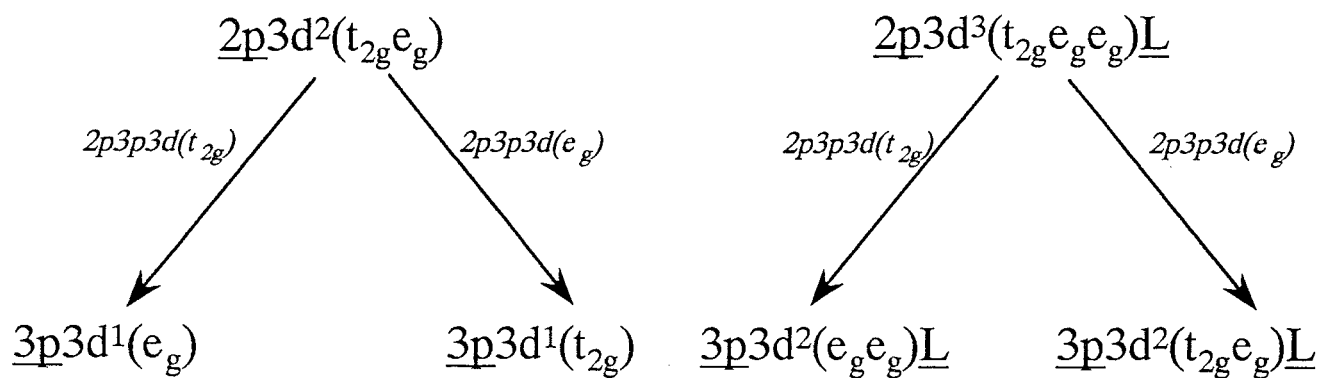 2p3d²(t₂geg) 2p3d³(t₂gegeg)L
2p3p3d(t₂g) 2p3p3d(eg) 2p3p3d(t₂g) 2p3p3d(eg)
3p3d¹(eg) 3p3d¹(t₂g) 3p3d²(egeg)L 3p3d²(t₂geg)L